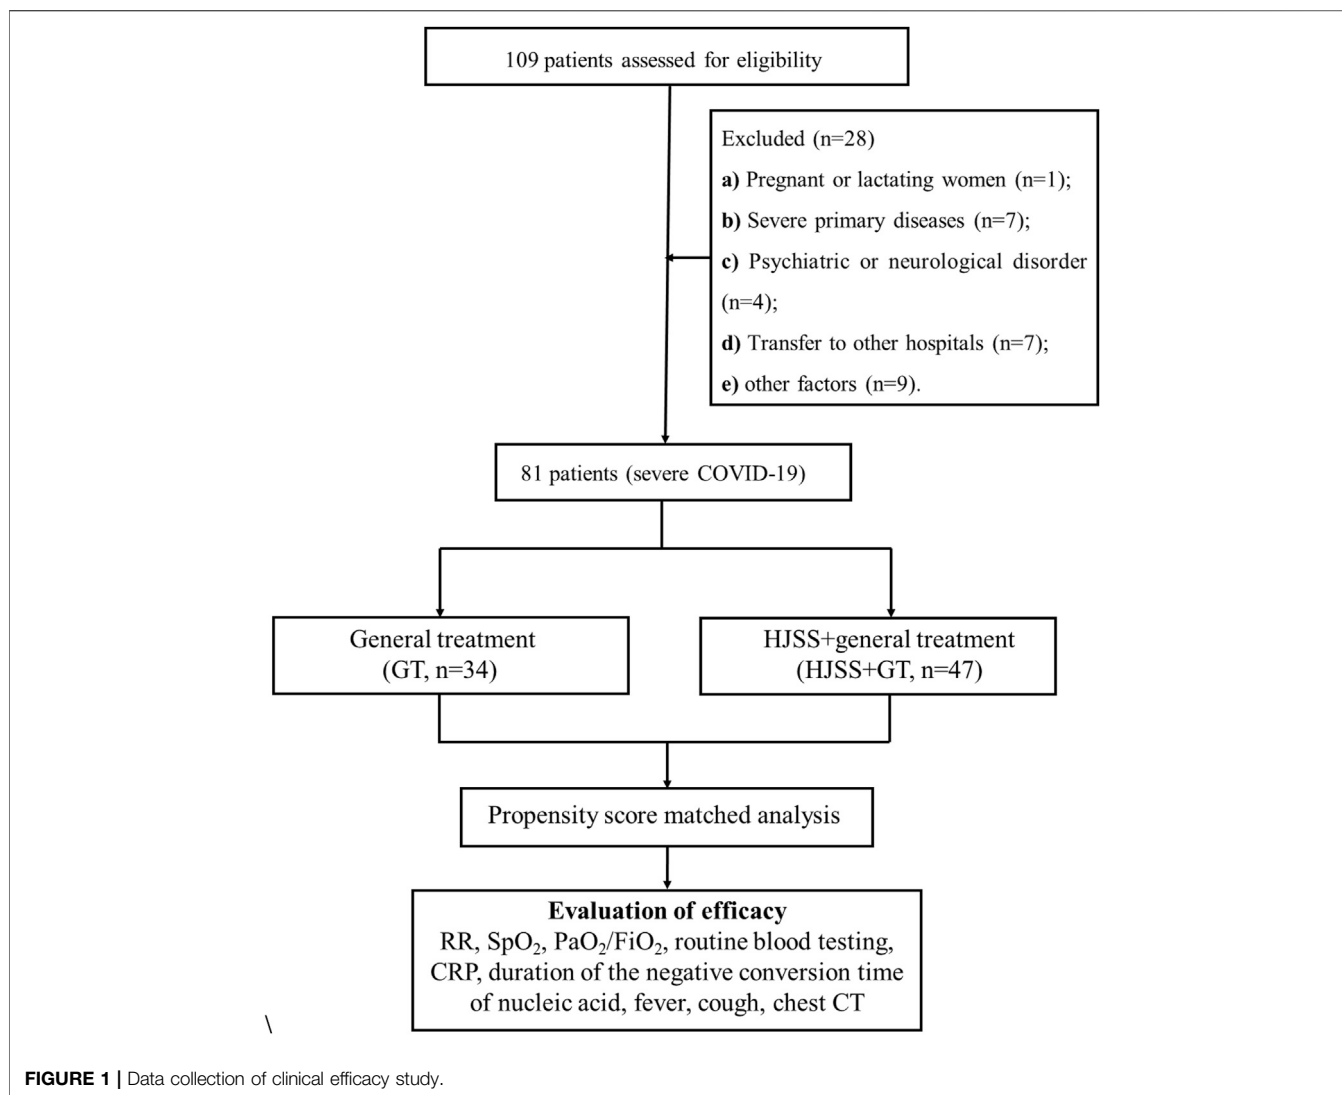 109 patients assessed for eligibility
Excluded (n=28)
a) Pregnant or lactating women (n=1);
b) Severe primary diseases (n=7);
c) Psychiatric or neurological disorder
(n=4);
d) Transfer to other hospitals (n=7);
e) other factors (n=9).
81 patients (severe COVID-19)
General treatment
(GT, n=34)
HJSS+general treatment
(HJSS+GT, n=47)
Propensity score matched analysis
Evaluation of efficacy
RR, SpO₂, PaO₂/FiO₂, routine blood testing,
CRP, duration of the negative conversion time
of nucleic acid, fever, cough, chest CT
\
FIGURE 1 | Data collection of clinical efficacy study.